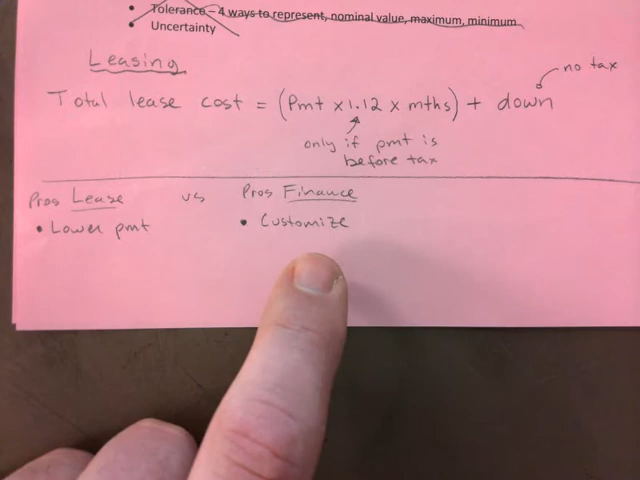 • Tolerance – 4 ways to represent, nominal value, maximum, minimum
• Uncertainty
Leasing
no tax
Total lease cost = (Pmt x 1.12 x mths) + down
only if pmt is
before tax
Pros Lease vs Pros Finance
• Lower pmt • Customize